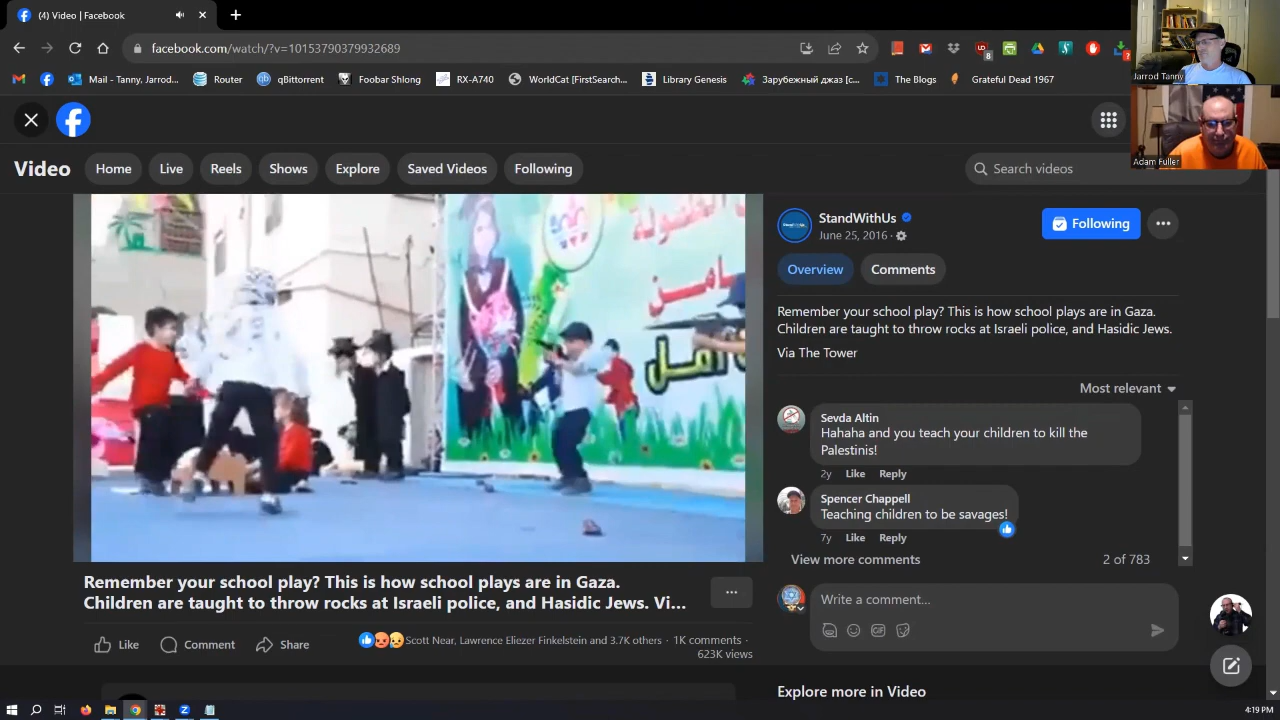 (4) Video | Facebook
facebook.com/watch/?v=10153790379932689
8
7
Mail - Tanny, Jarrod...
Router
qBittorrent
Foobar Shlong
RX-A740
WorldCat [FirstSearch...
Library Genesis
Зарубежный джаз [с...
The Blogs
Grateful Dead 1967
Jarrod Tanny
Adam Fuller
Video
Home
Live
Reels
Shows
Explore
Saved Videos
Following
Search videos
StandWithUs
June 25, 2016 ·
Following
Overview
Comments
Remember your school play? This is how school plays are in Gaza.
Children are taught to throw rocks at Israeli police, and Hasidic Jews.
Via The Tower
Most relevant
Sevda Altin
Hahaha and you teach your children to kill the
Palestinis!
2y Like Reply
Spencer Chappell
Teaching children to be savages!
7y Like Reply
View more comments
2 of 783
Write a comment...
GIF
Remember your school play? This is how school plays are in Gaza.
Children are taught to throw rocks at Israeli police, and Hasidic Jews. Vi...
Like
Comment
Share
Scott Near, Lawrence Eliezer Finkelstein and 3.7K others · 1K comments ·
623K views
Explore more in Video
4:19 PM